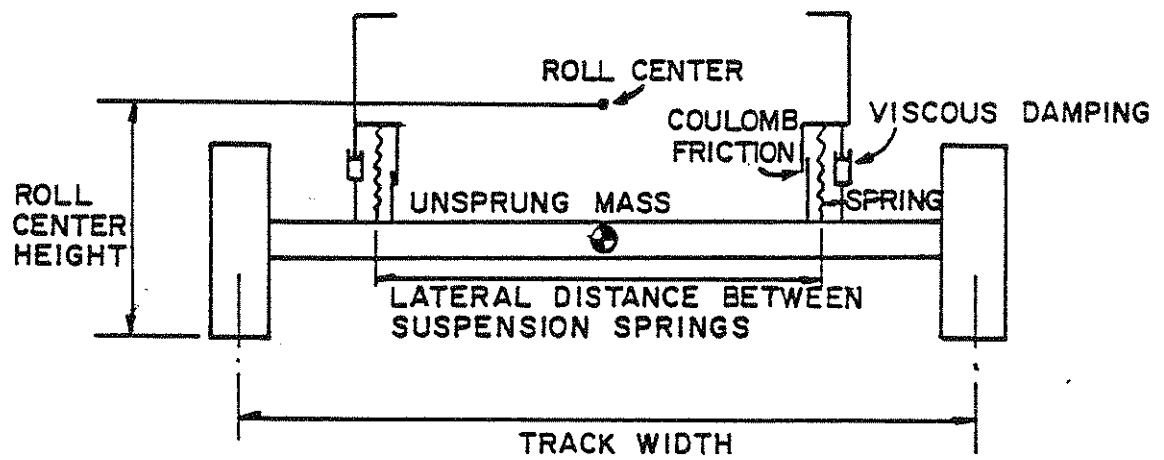 ROLL CENTER
COULOMB
FRICTION
VISCOUS DAMPING
ROLL
CENTER
HEIGHT
UNSPRUNG MASS
SPRING
LATERAL DISTANCE BETWEEN
SUSPENSION SPRINGS
TRACK WIDTH